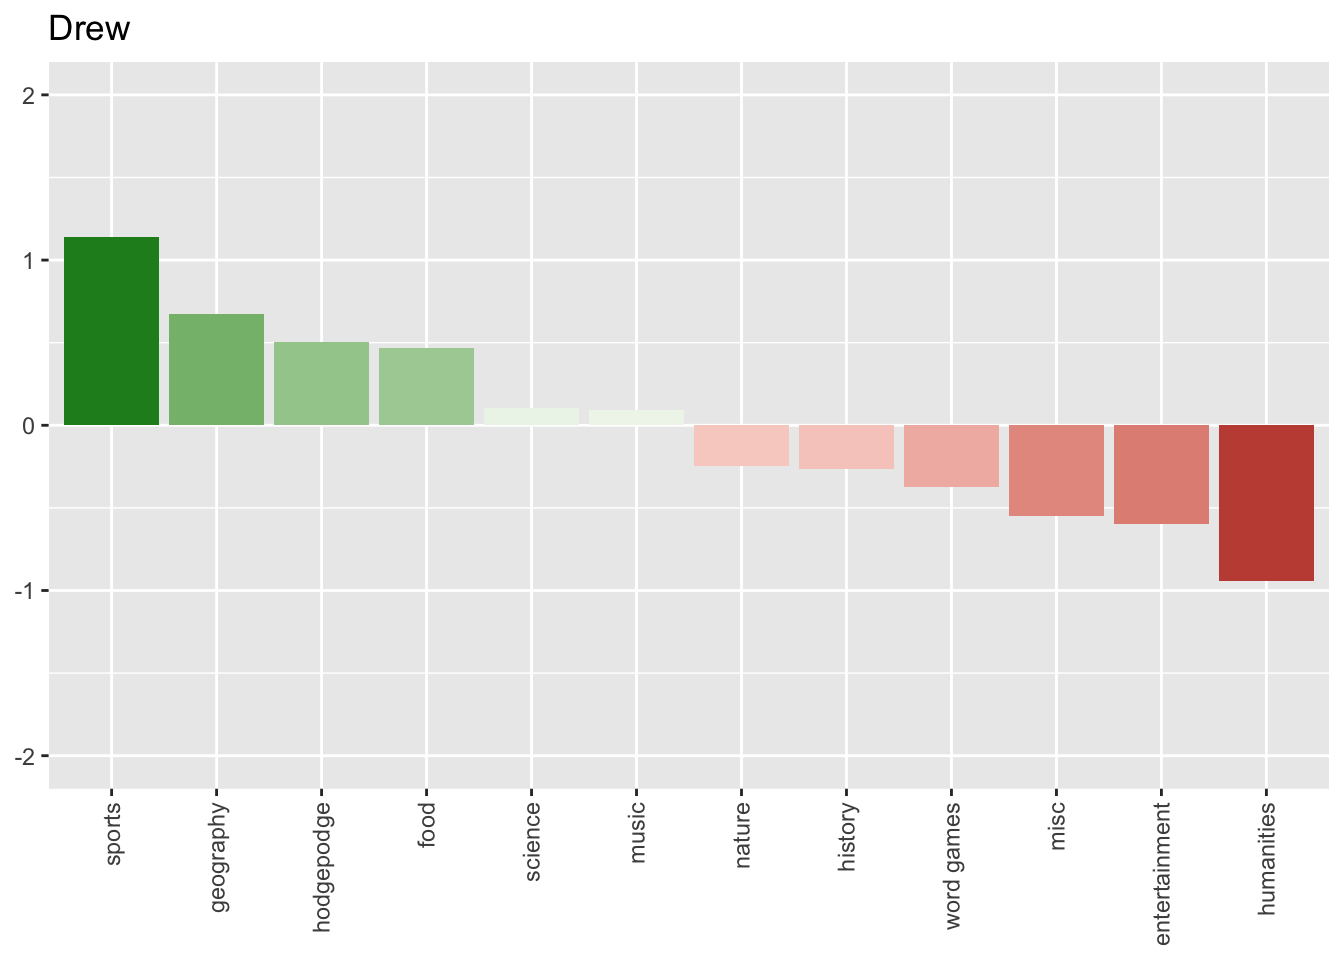 Drew
2
1
0
-1
-2
sports
geography
hodgepodge
food
science
music
nature
history
word games
misc
entertainment
humanities